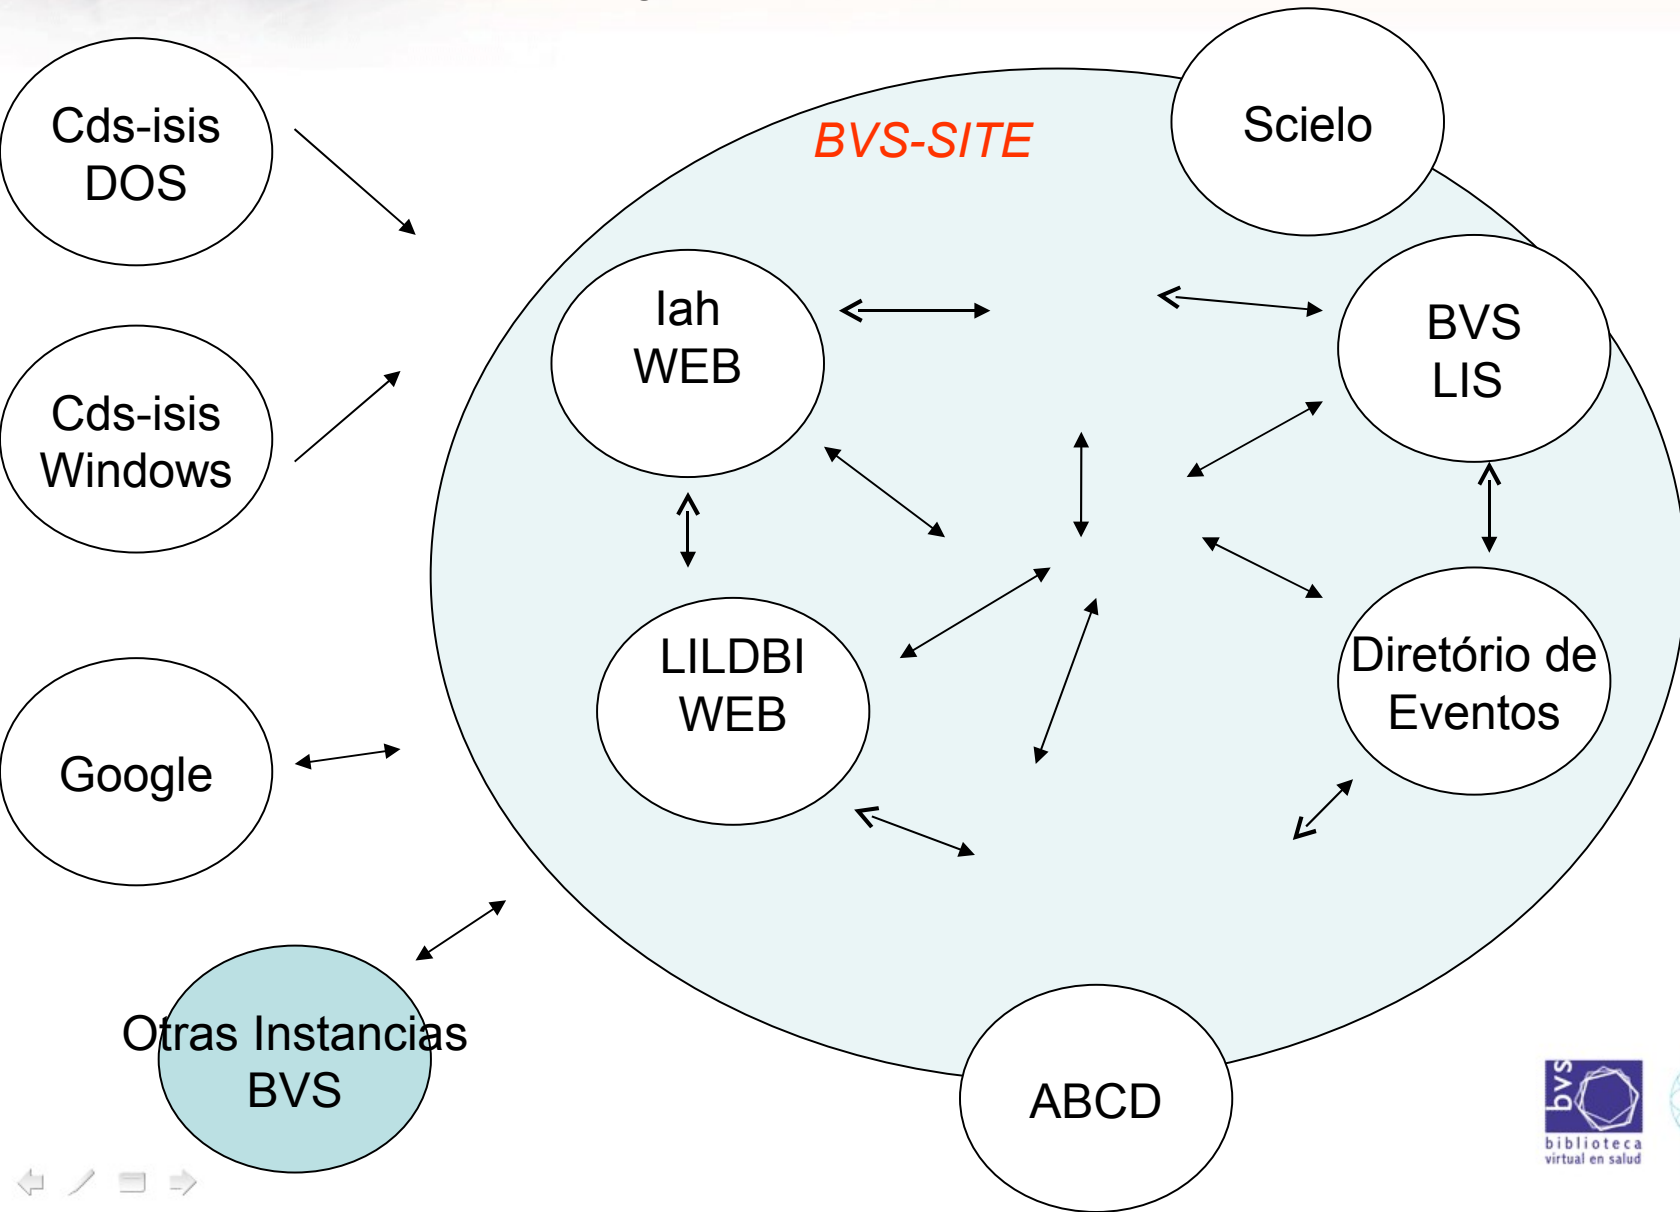 Cds-isis
DOS
BVS-SITE
Scielo
Iah
WEB
BVS
LIS
Cds-isis
Windows
LILDBI
WEB
Diretório de
Eventos
Google
Otras Instancias
BVS
ABCD
bvs
biblioteca
virtual en salud